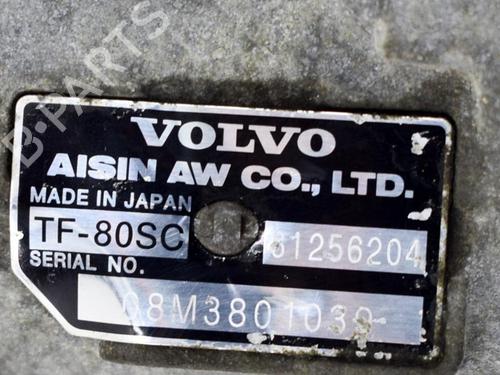 B·PARTS
VOLVO
AISIN AW CO., LTD.
MADE IN JAPAN
TF-80SC 31256204
SERIAL NO.
08M3801039